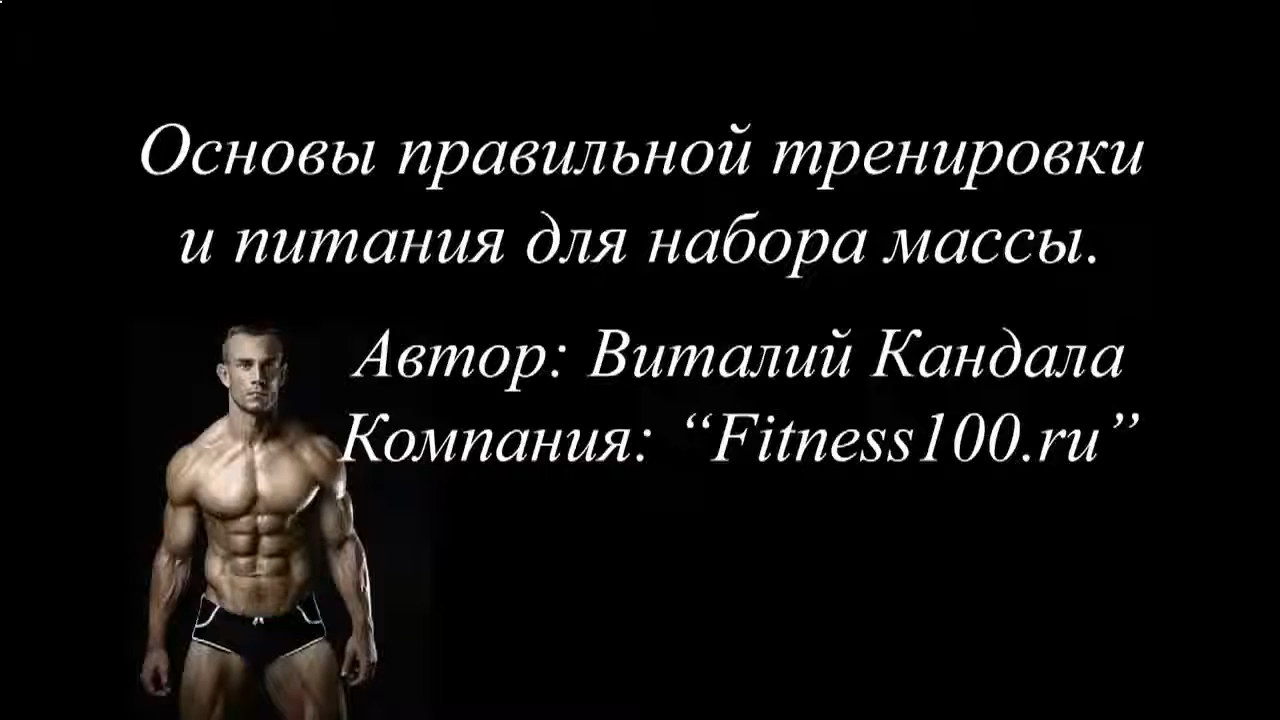 Основы правильной тренировки
и питания для набора массы.
Автор: Виталий Кандала
Компания: “Fitness100.ru”